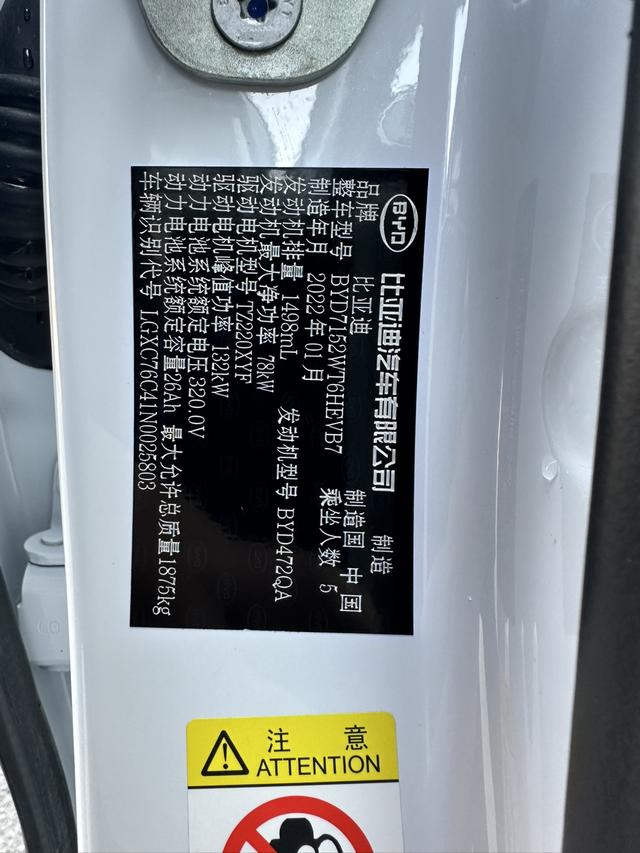 BYD 比亚迪汽车有限公司 制造
品牌 比亚迪 制造国 中国
整车型号 BYD7152WT6HEVB7 乘坐人数 5
制造年月 2022年01月
发动机排量 1498mL 发动机型号 BYD472QA
发动机最大净功率 78kW
驱动电机型号 TZ220XYF
驱动电机峰值功率 132kW
动力电池系统额定电压 320.0V
动力电池系统额定容量26Ah 最大允许总质量1875kg
车辆识别代号 LGXC76C41N0025803
注 意
ATTENTION